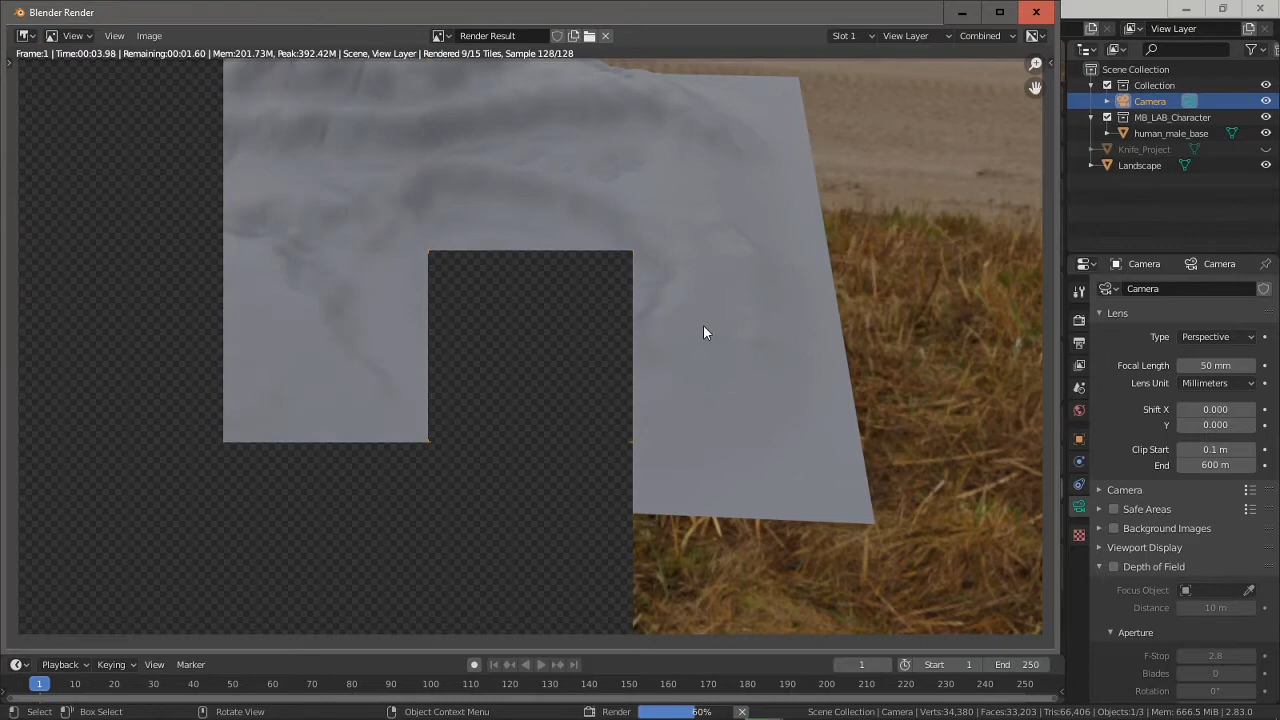 Blender Render
View View Image Render Result Slot 1 View Layer Combined
View Layer
Frame:1 | Time:00:03.98 | Remaining:00:01.60 | Mem:201.73M, Peak:392.42M | Scene, View Layer | Rendered 9/15 Tiles, Sample 128/128
Scene Collection
Collection
Camera
MB_LAB_Character
human_male_base
Knife_Project
Landscape
Camera Camera
Camera
Lens
Type Perspective
Focal Length 50 mm
Lens Unit Millimeters
Shift X 0.000
Y 0.000
Clip Start 0.1 m
End 600 m
Camera
Safe Areas
Background Images
Viewport Display
Depth of Field
Focus Object
Distance 10 m
Aperture
F-Stop 2.8
Blades 0
Rotation 0°
Playback Keying View Marker 1 Start 1 End 250
1 10 20 30 40 50 60 70 80 90 100 110 120 130 140 150 160 170 180 190 200 210 220 230 240 250
Select Box Select Rotate View Object Context Menu Render 60% Scene Collection | Camera | Verts:34,380 | Faces:33,203 | Tris:66,406 | Objects:1/3 | Mem: 666.5 MiB | 2.83.0